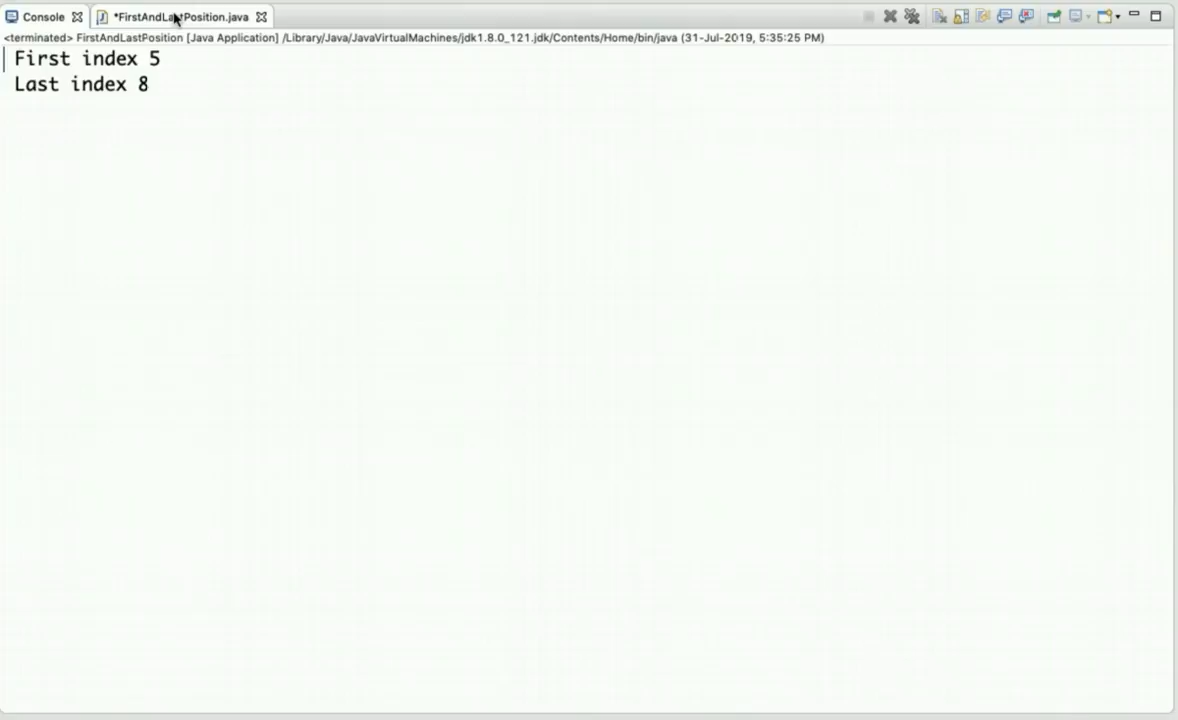 Console *FirstAndLastPosition.java
<terminated> FirstAndLastPosition [Java Application] /Library/Java/JavaVirtualMachines/jdk1.8.0_121.jdk/Contents/Home/bin/java (31-Jul-2019, 5:35:25 PM)
First index 5
Last index 8